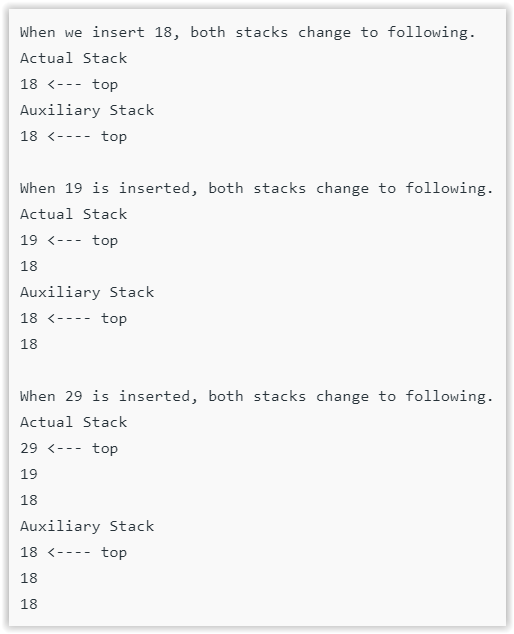 When we insert 18, both stacks change to following.
Actual Stack
18 <--- top
Auxiliary Stack
18 <---- top
When 19 is inserted, both stacks change to following.
Actual Stack
19 <--- top
18
Auxiliary Stack
18 <---- top
18
When 29 is inserted, both stacks change to following.
Actual Stack
29 <--- top
19
18
Auxiliary Stack
18 <---- top
18
18